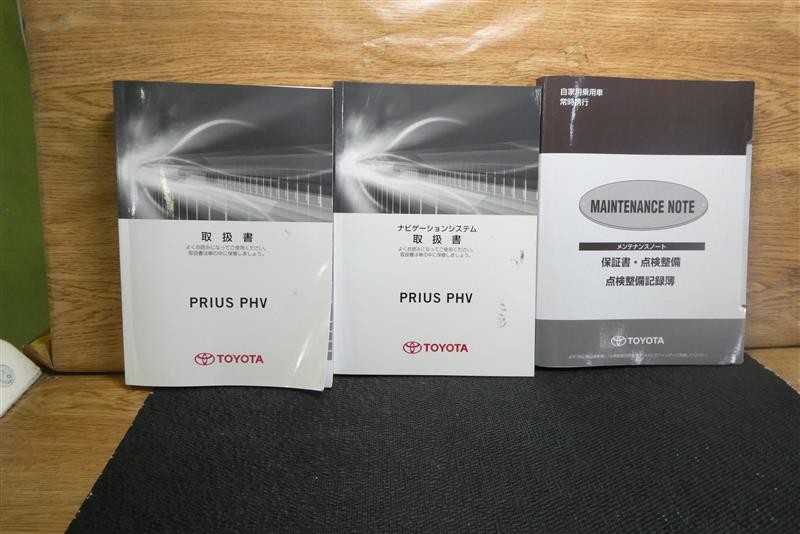 取扱書
よくお読みになってご使用ください。
取扱書は車の中に保管しましょう。
PRIUS PHV
TOYOTA
ナビゲーションシステム
取扱書
よくお読みになってご使用ください。
取扱書は車の中に保管しましょう。
PRIUS PHV
TOYOTA
自家用乗用車
常時携行
MAINTENANCE NOTE
メンテナンスノート
保証書・点検整備
点検整備記録簿
TOYOTA